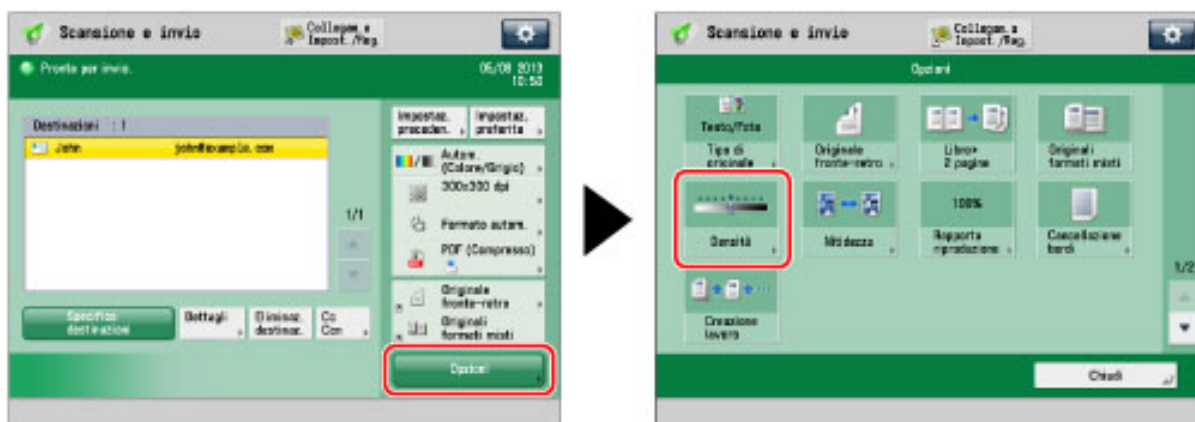 Scansione e invio
Collegam. a
Impost./Reg.
Pronto per invio.
05/08 2013
10:50
Destinazioni : 1
John john@example.com
1/1
Specifica
destinazioni
Dettagli
Eliminaz.
destinaz.
Cc
Ccn
Impostaz.
preceden.
Impostaz.
preferite
Autom.
(Colore/Grigio)
300x300 dpi
Formato autom.
PDF (Compresso)
Originale
fronte-retro
Originali
formati misti
Opzioni
Scansione e invio
Collegam. a
Impost./Reg.
Opzioni
Testo/Foto
Tipo di
originale
Originale
fronte-retro
Libro▸
2 pagine
Originali
formati misti
Densità
Nitidezza
100%
Rapporto
riproduzione
Cancellazione
bordi
Creazione
lavoro
1/2
Chiudi